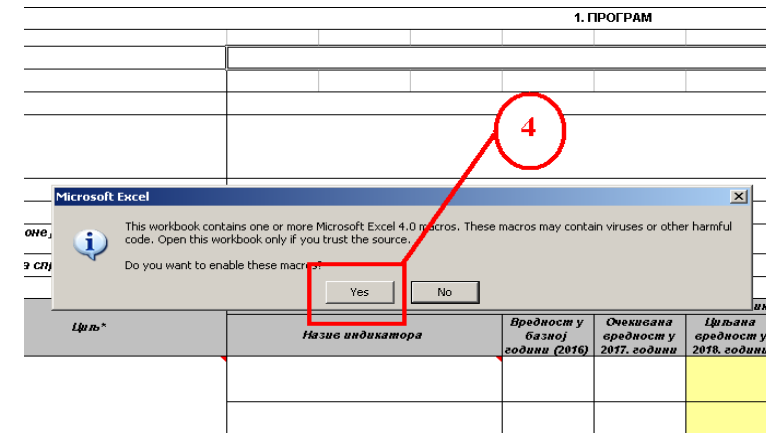 1. ПРОГРАМ
4
Microsoft Excel
This workbook contains one or more Microsoft Excel 4.0 macros. These macros may contain viruses or other harmful
code. Open this workbook only if you trust the source.
Do you want to enable these macros?
Yes No
Циљ*
Назив индикатора
Вредност у
базној
години (2016)
Очекивана
вредност у
2017. години
Циљана
вредност у
2018. години